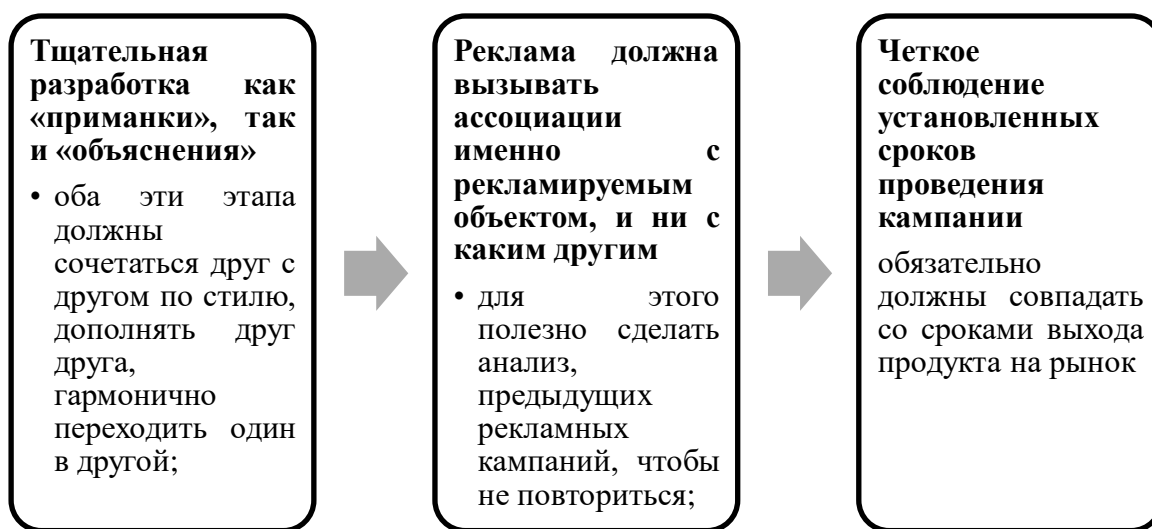 Тщательная
разработка как
«приманки», так
и «объяснения»
• оба эти этапа
должны
сочетаться друг с
другом по стилю,
дополнять друг
друга,
гармонично
переходить один
в другой;
Реклама должна
вызывать
ассоциации
именно с
рекламируемым
объектом, и ни с
каким другим
• для этого
полезно сделать
анализ,
предыдущих
рекламных
кампаний, чтобы
не повториться;
Четкое
соблюдение
установленных
сроков
проведения
кампании
обязательно
должны совпадать
со сроками выхода
продукта на рынок